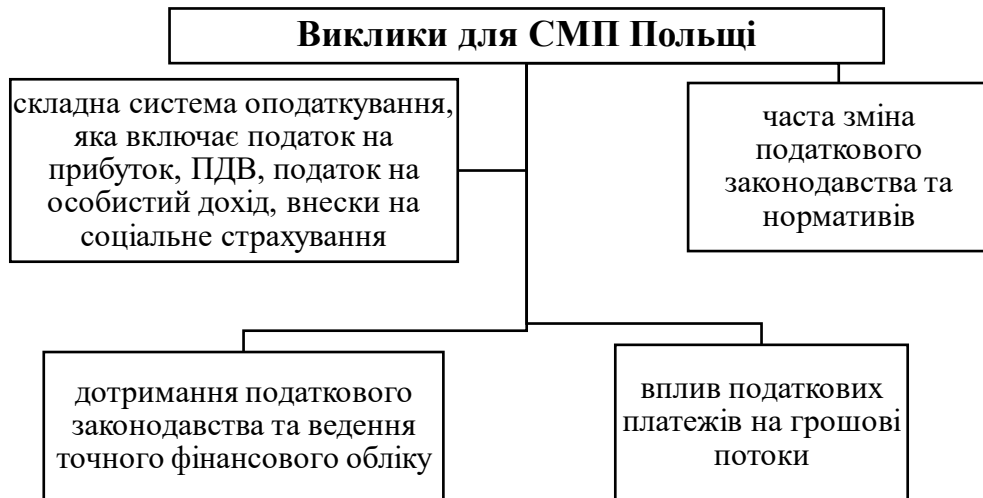 Виклики для СМП Польщі
складна система оподаткування,
яка включає податок на
прибуток, ПДВ, податок на
особистий дохід, внески на
соціальне страхування
часта зміна
податкового
законодавства та
нормативів
дотримання податкового
законодавства та ведення
точного фінансового обліку
вплив податкових
платежів на грошові
потоки